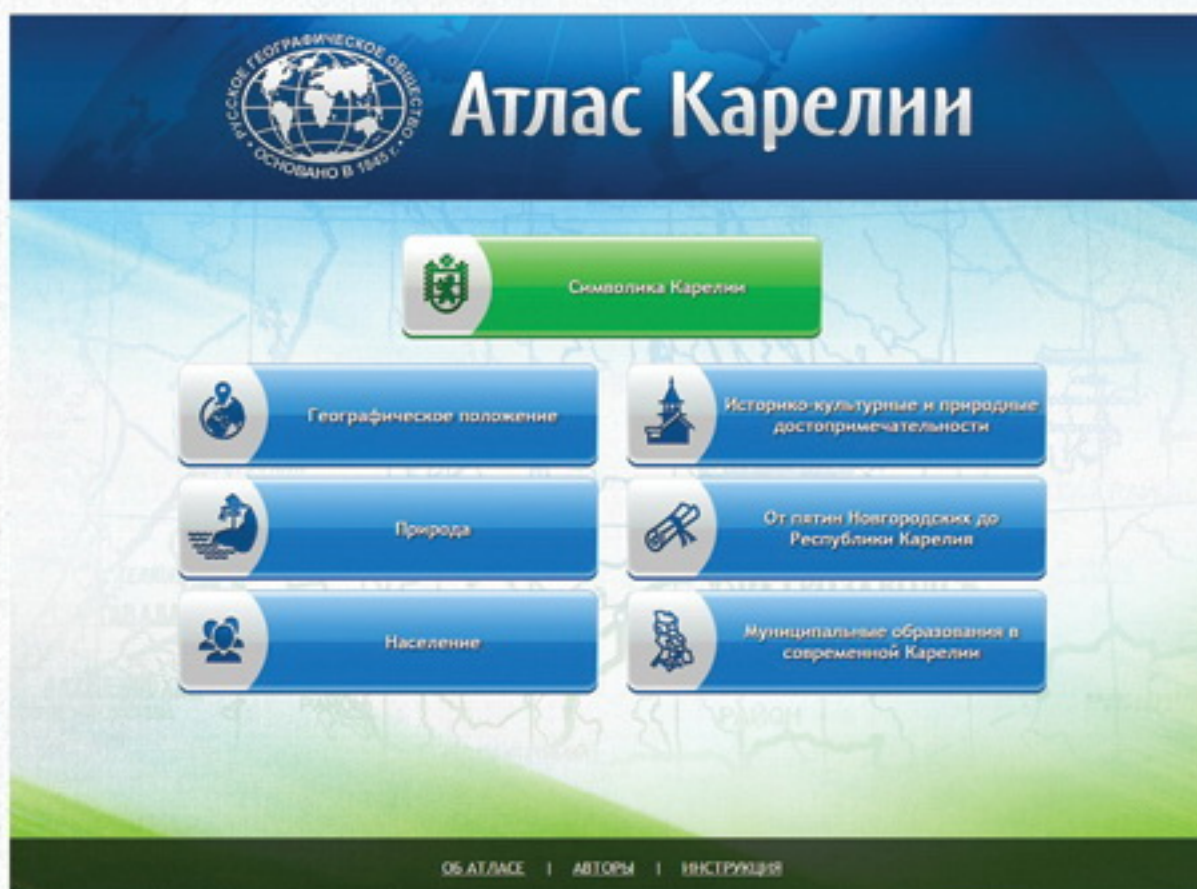 РУССКОЕ ГЕОГРАФИЧЕСКОЕ ОБЩЕСТВО
• ОСНОВАНО В 1845 г. •
Атлас Карелии
Символика Карелии
Географическое положение
Историко-культурные и природные
достопримечательности
Природа
От пятин Новгородских до
Республики Карелия
Население
Муниципальные образования в
современной Карелии
РАЙОН
ОБ АТЛАСЕ | АВТОРЫ | ИНСТРУКЦИЯ